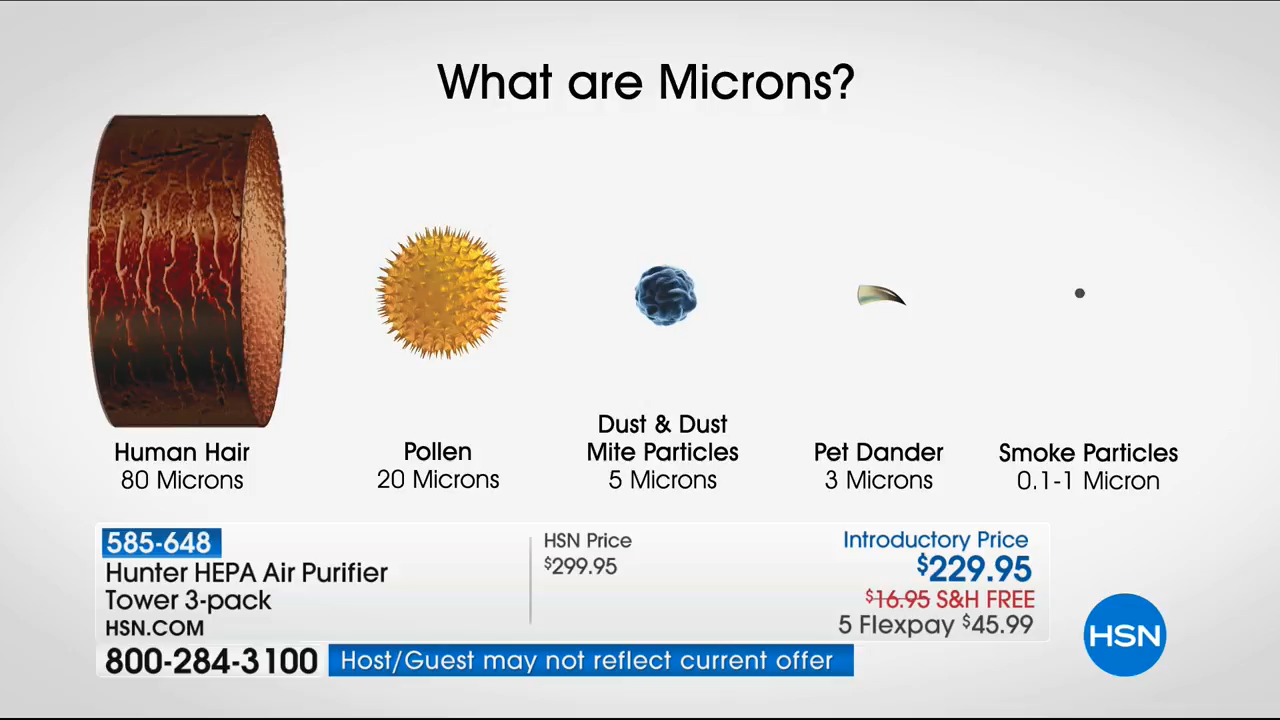 What are Microns?
Human Hair
80 Microns
Pollen
20 Microns
Dust & Dust
Mite Particles
5 Microns
Pet Dander
3 Microns
Smoke Particles
0.1-1 Micron
585-648
Hunter HEPA Air Purifier
Tower 3-pack
HSN.COM
HSN Price
$299.95
Introductory Price
$229.95
$16.95 S&H FREE
5 Flexpay $45.99
800-284-3100
Host/Guest may not reflect current offer
HSN